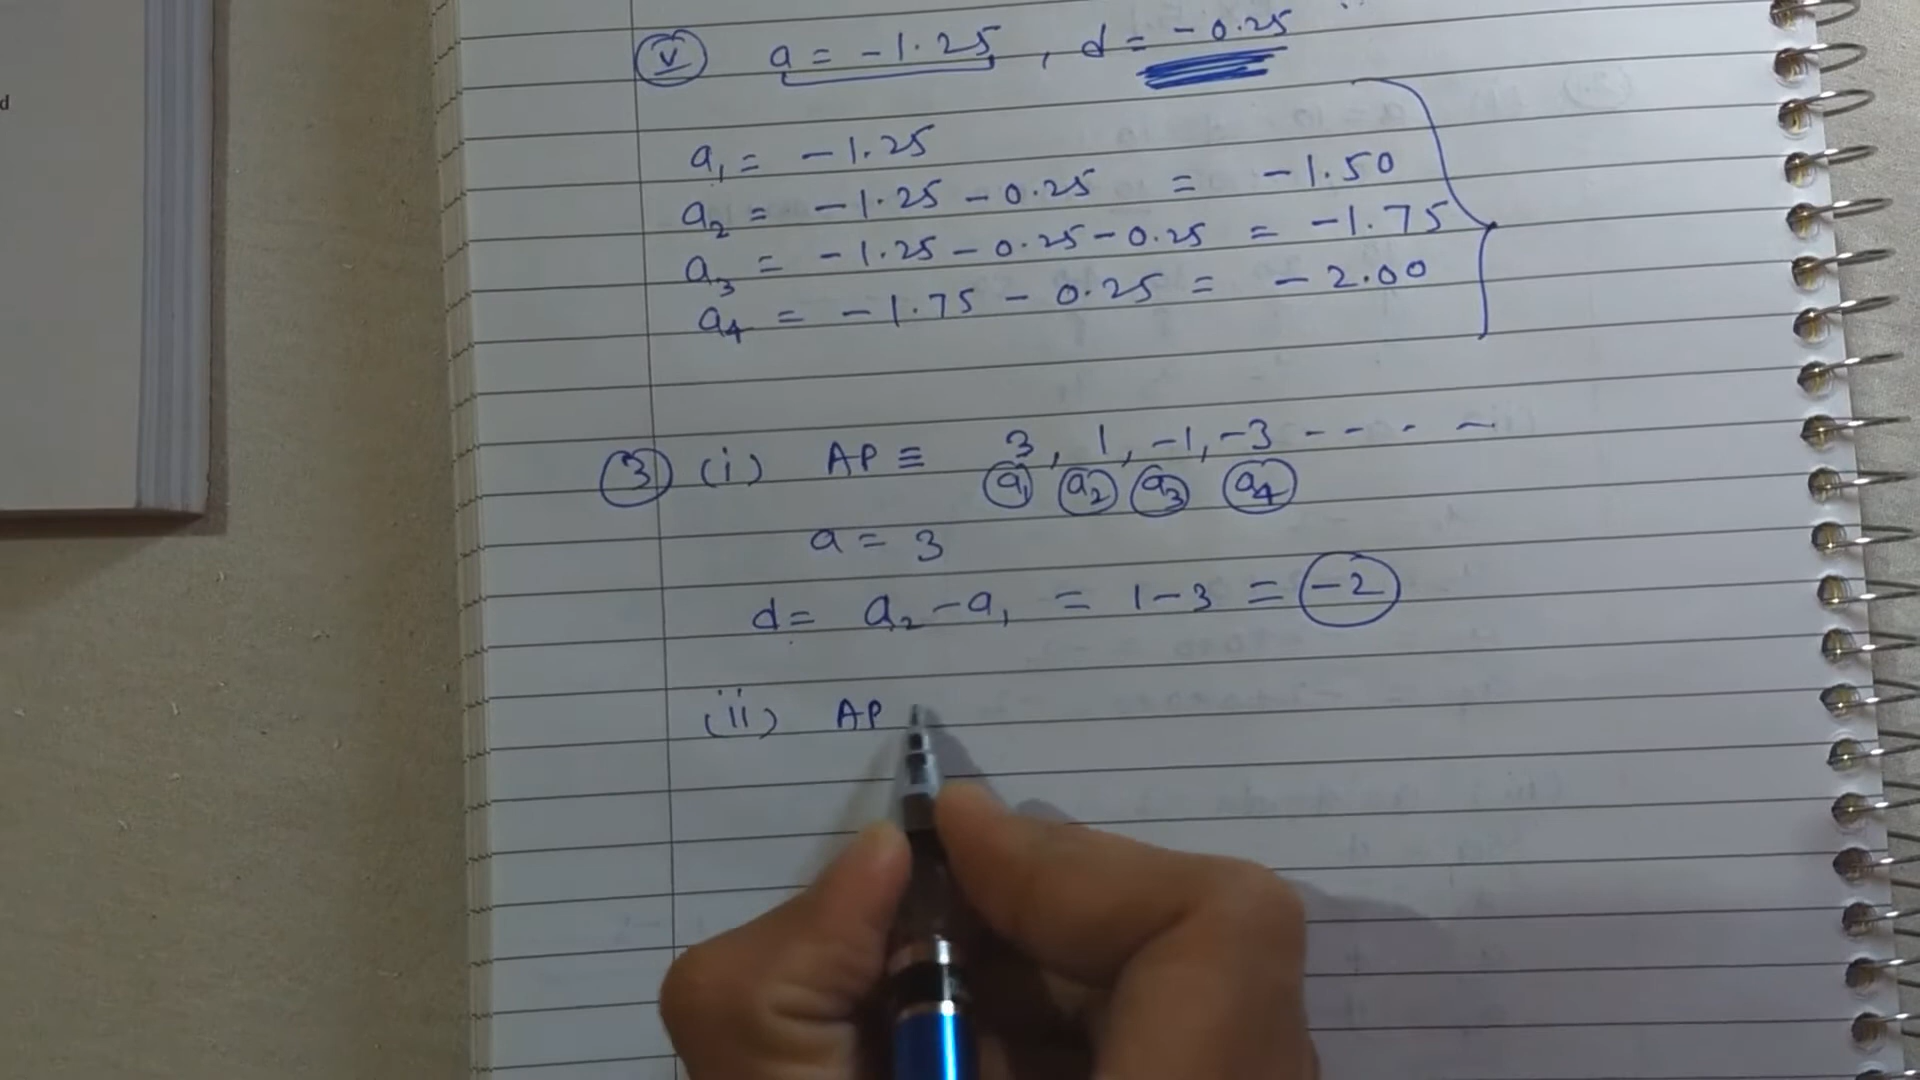 d
(v) a = -1.25 , d = -0.25
a₁ = -1.25
a₂ = -1.25 - 0.25 = -1.50
a₃ = -1.25 - 0.25 - 0.25 = -1.75
a₄ = -1.75 - 0.25 = -2.00
(3) (i) AP ≡ 3, 1, -1, -3 - - - -
a₁ a₂ a₃ a₄
a = 3
d = a₂ - a₁ = 1 - 3 = -2
(ii) AP